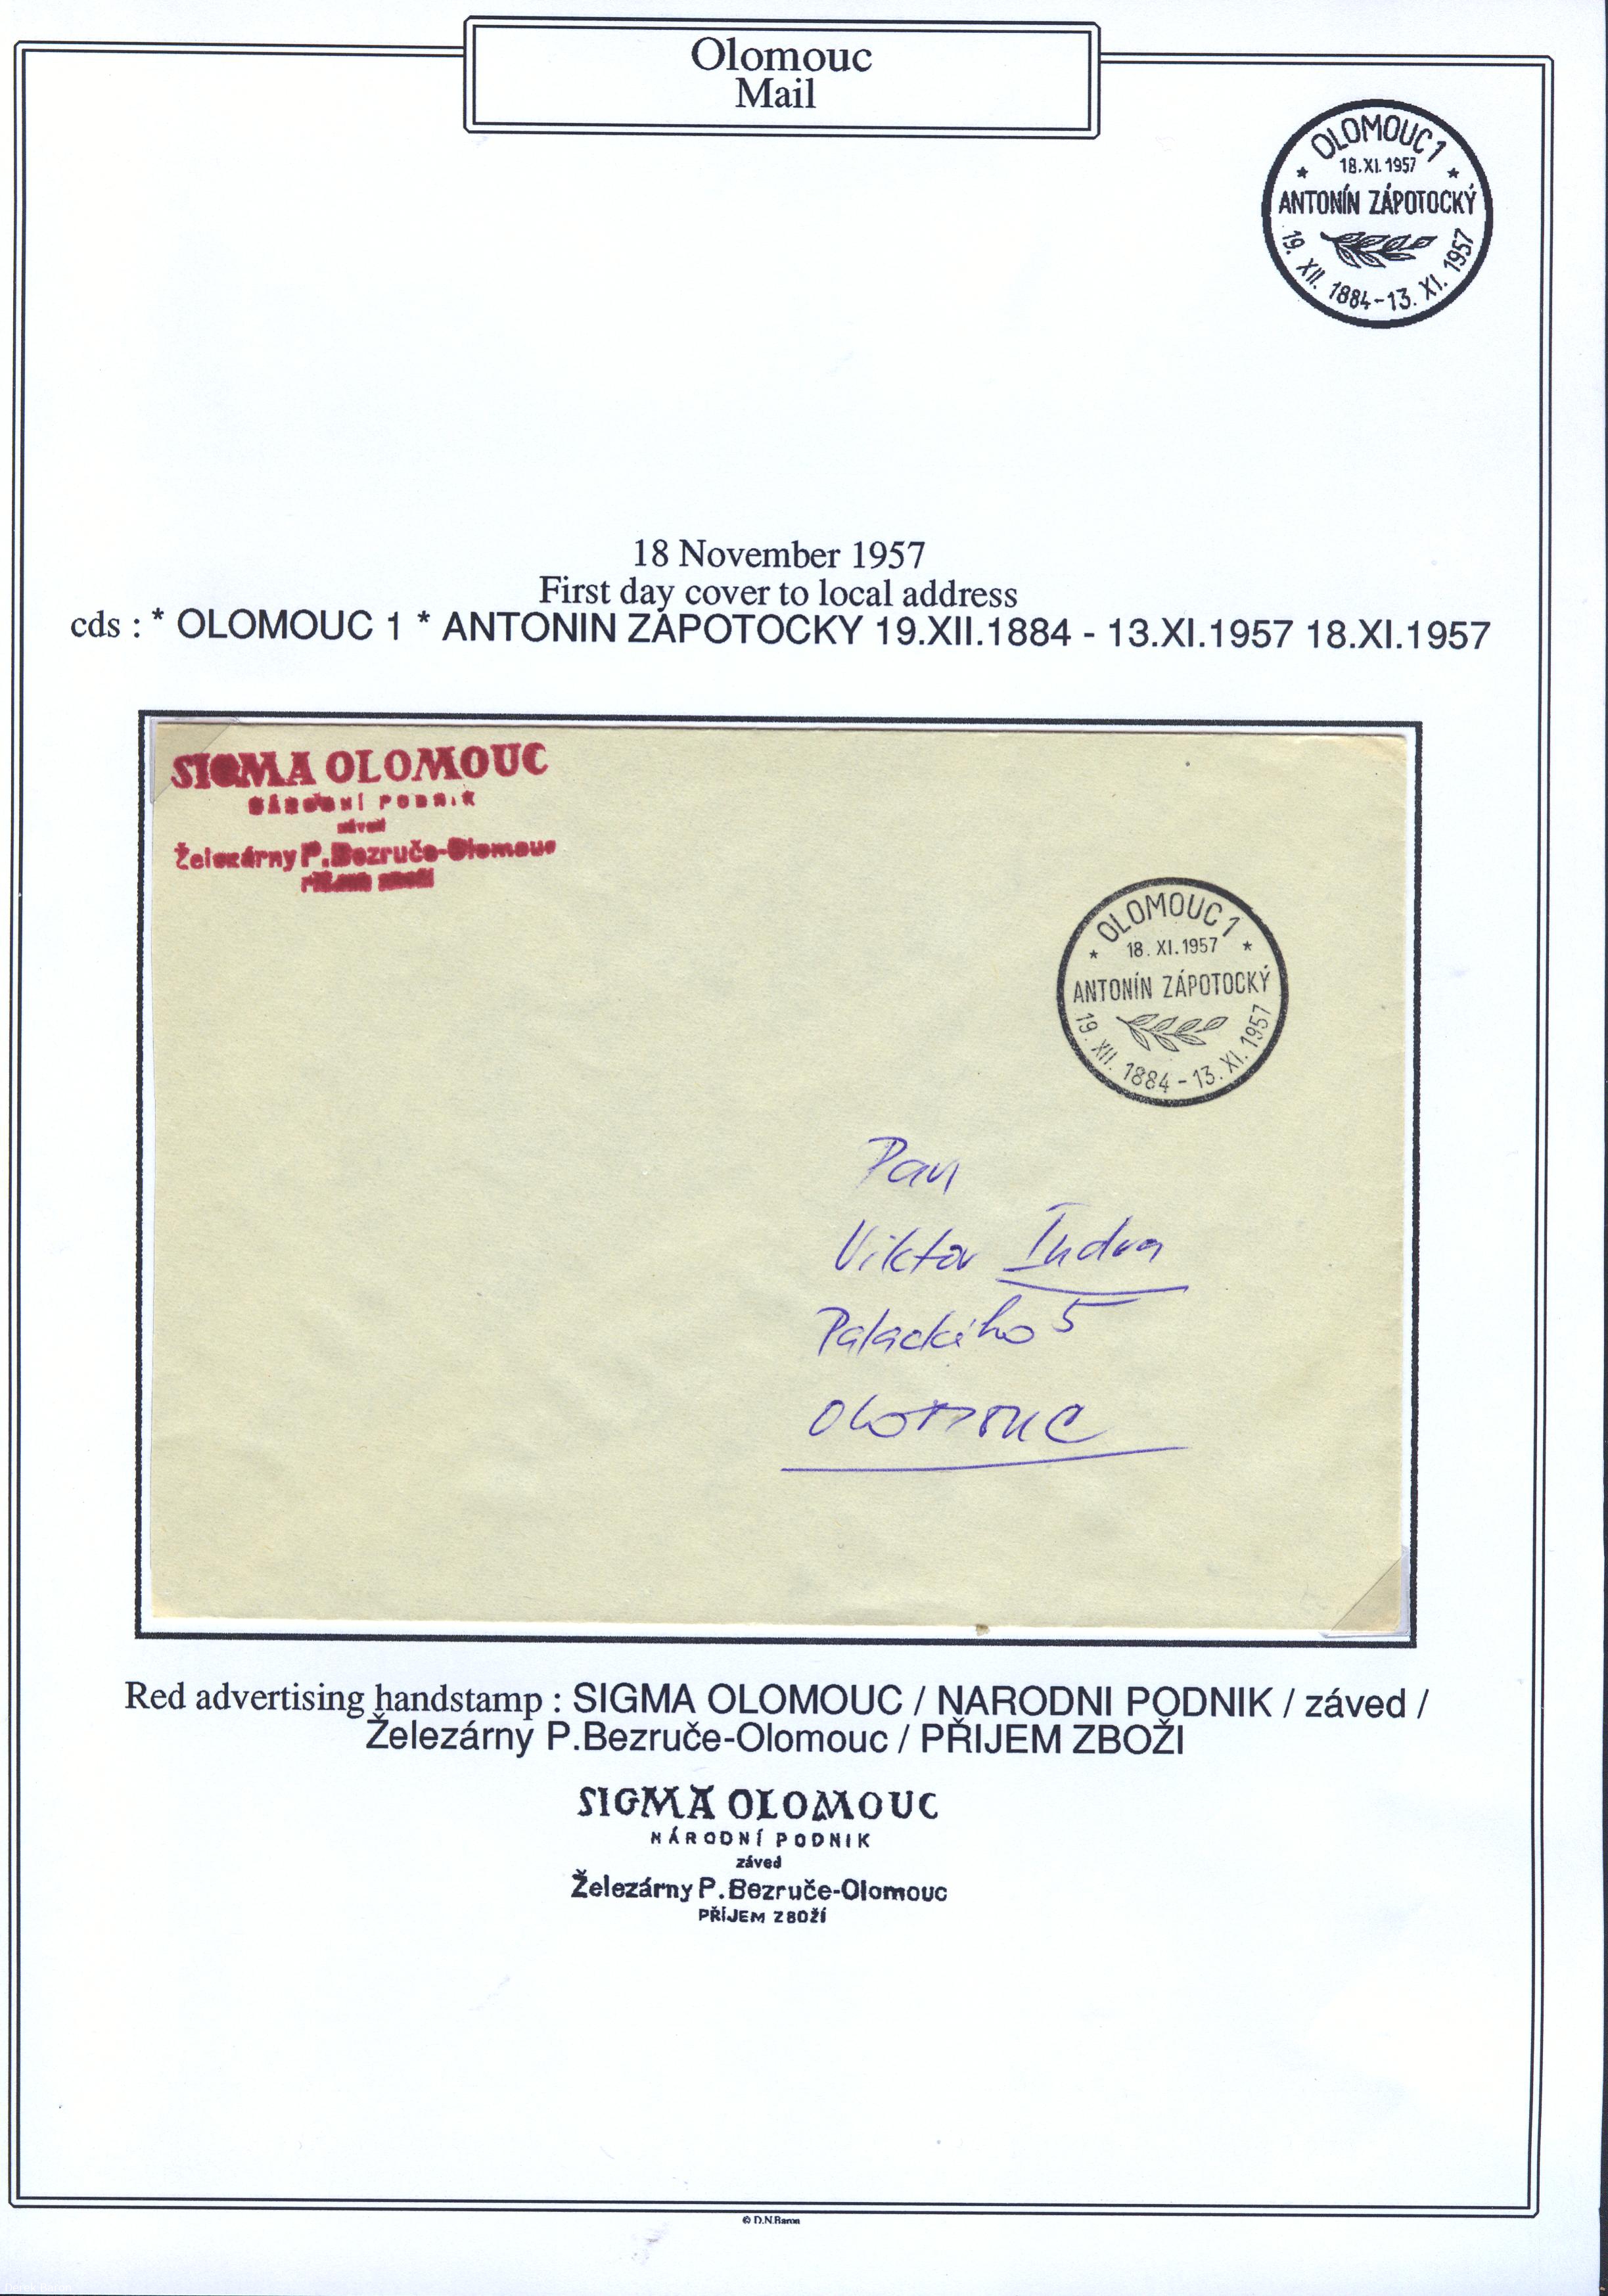 Olomouc
Mail
OLOMOUC 1
* 18.XI.1957 *
ANTONÍN ZÁPOTOCKÝ
19. XII. 1884-13. XI. 1957
18 November 1957
First day cover to local address
cds : * OLOMOUC 1 * ANTONIN ZÁPOTOCKY 19.XII.1884 - 13.XI.1957 18.XI.1957
SIGMA OLOMOUC
NÁRODNÍ PODNIK
záved
Železárny P.Bezruče-Olomouc
OLOMOUC 1
* 18. XI. 1957 *
ANTONÍN ZÁPOTOCKÝ
19. XII. 1884 - 13. XI. 1957
Pan
Viktor Indra
Palackého 5
Olomouc
Red advertising handstamp : SIGMA OLOMOUC / NARODNI PODNIK / záved /
Železárny P.Bezruče-Olomouc / PŘIJEM ZBOŽI
SIGMA OLOMOUC
NÁRODNÍ PODNIK
záved
Železárny P.Bezruče-Olomouc
PŘÍJEM ZBOŽÍ
© D.N.Baron